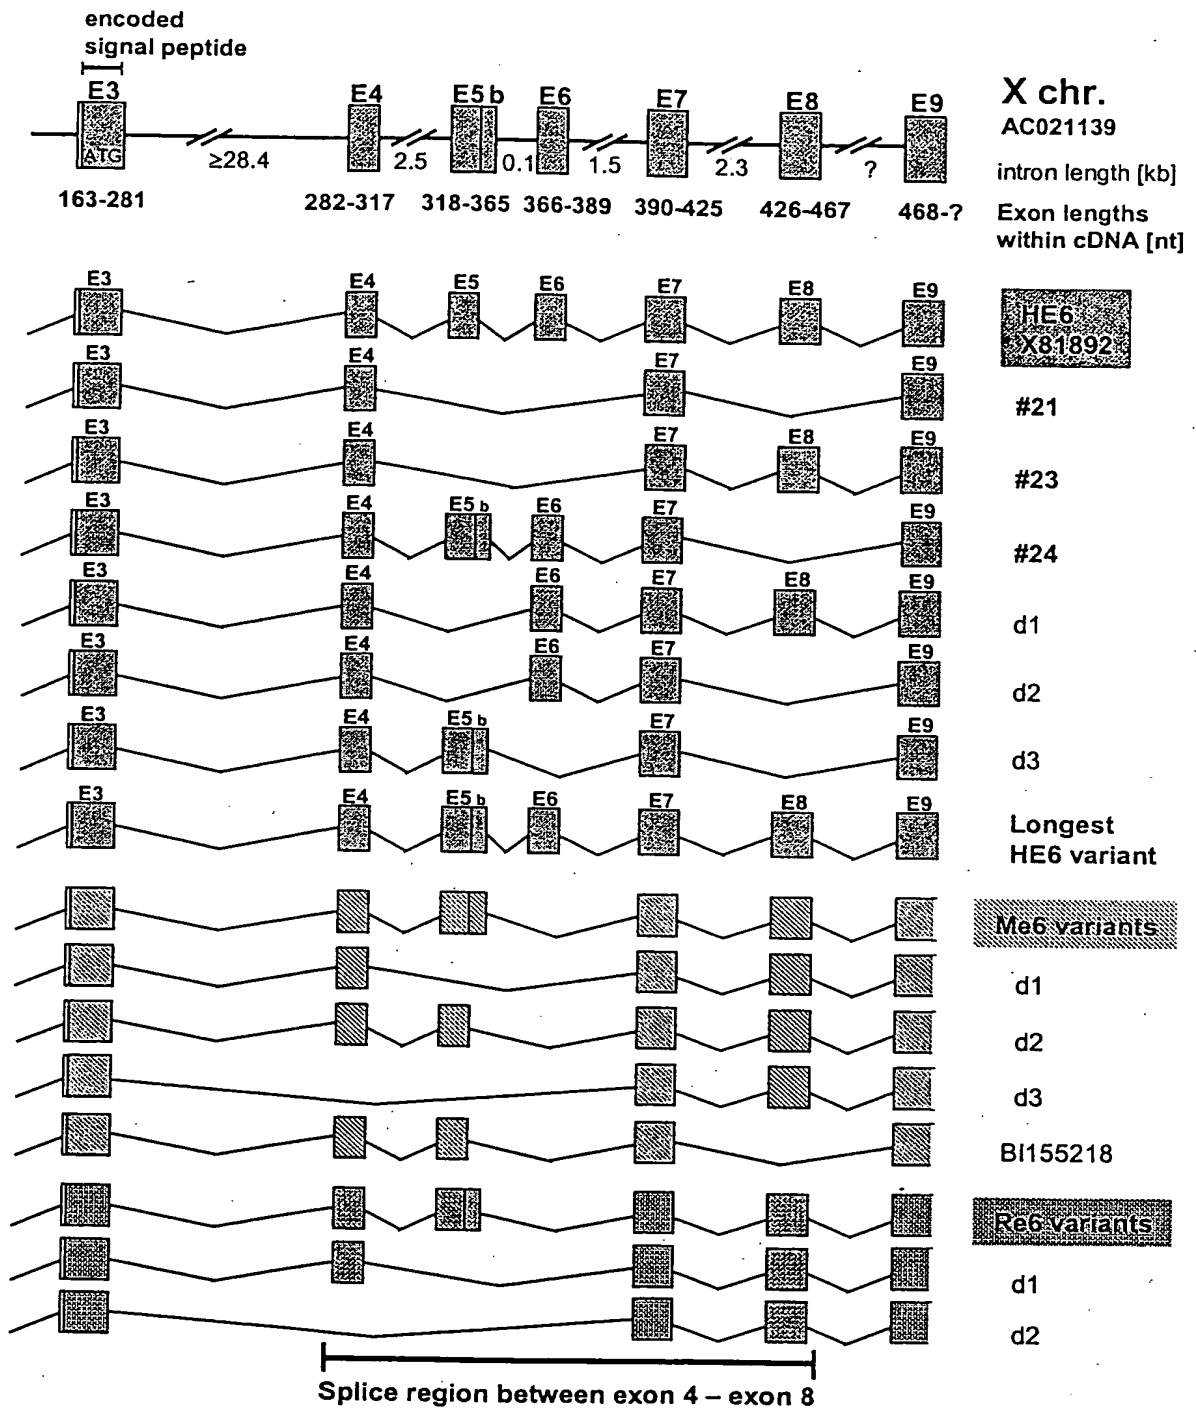 encoded
signal peptide
E3 E4 E5 b E6 E7 E8 E9
X chr.
AC021139
ATG
≥28.4 2.5 0.1 1.5 2.3 ?
intron length [kb]
163-281 282-317 318-365 366-389 390-425 426-467 468-?
Exon lengths
within cDNA [nt]
E3 E4 E5 E6 E7 E8 E9
HE6
X81892
E3 E4 E7 E9
#21
E3 E4 E7 E8 E9
#23
E3 E4 E5 b E6 E7 E9
#24
E3 E4 E6 E7 E8 E9
d1
E3 E4 E6 E7 E9
d2
E3 E4 E5 b E7 E9
d3
E3 E4 E5 b E6 E7 E8 E9
Longest
HE6 variant
Me6 variants
d1
d2
d3
BI155218
Re6 variants
d1
d2
Splice region between exon 4 – exon 8